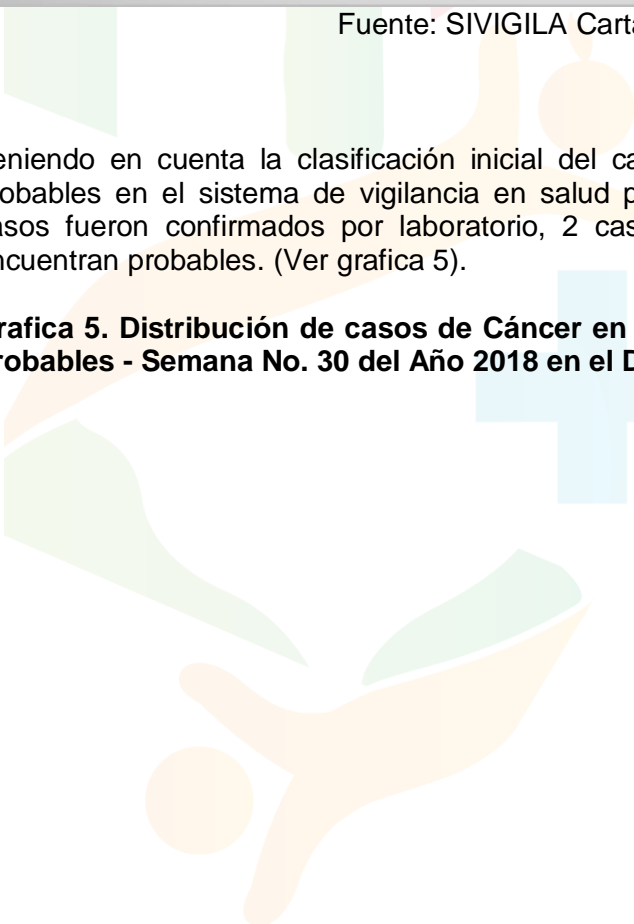 Fuente: SIVIGILA Carta
eniendo en cuenta la clasificación inicial del ca
robables en el sistema de vigilancia en salud p
asos fueron confirmados por laboratorio, 2 cas
ncuentran probables. (Ver grafica 5).
rafica 5. Distribución de casos de Cáncer en
robables - Semana No. 30 del Año 2018 en el D